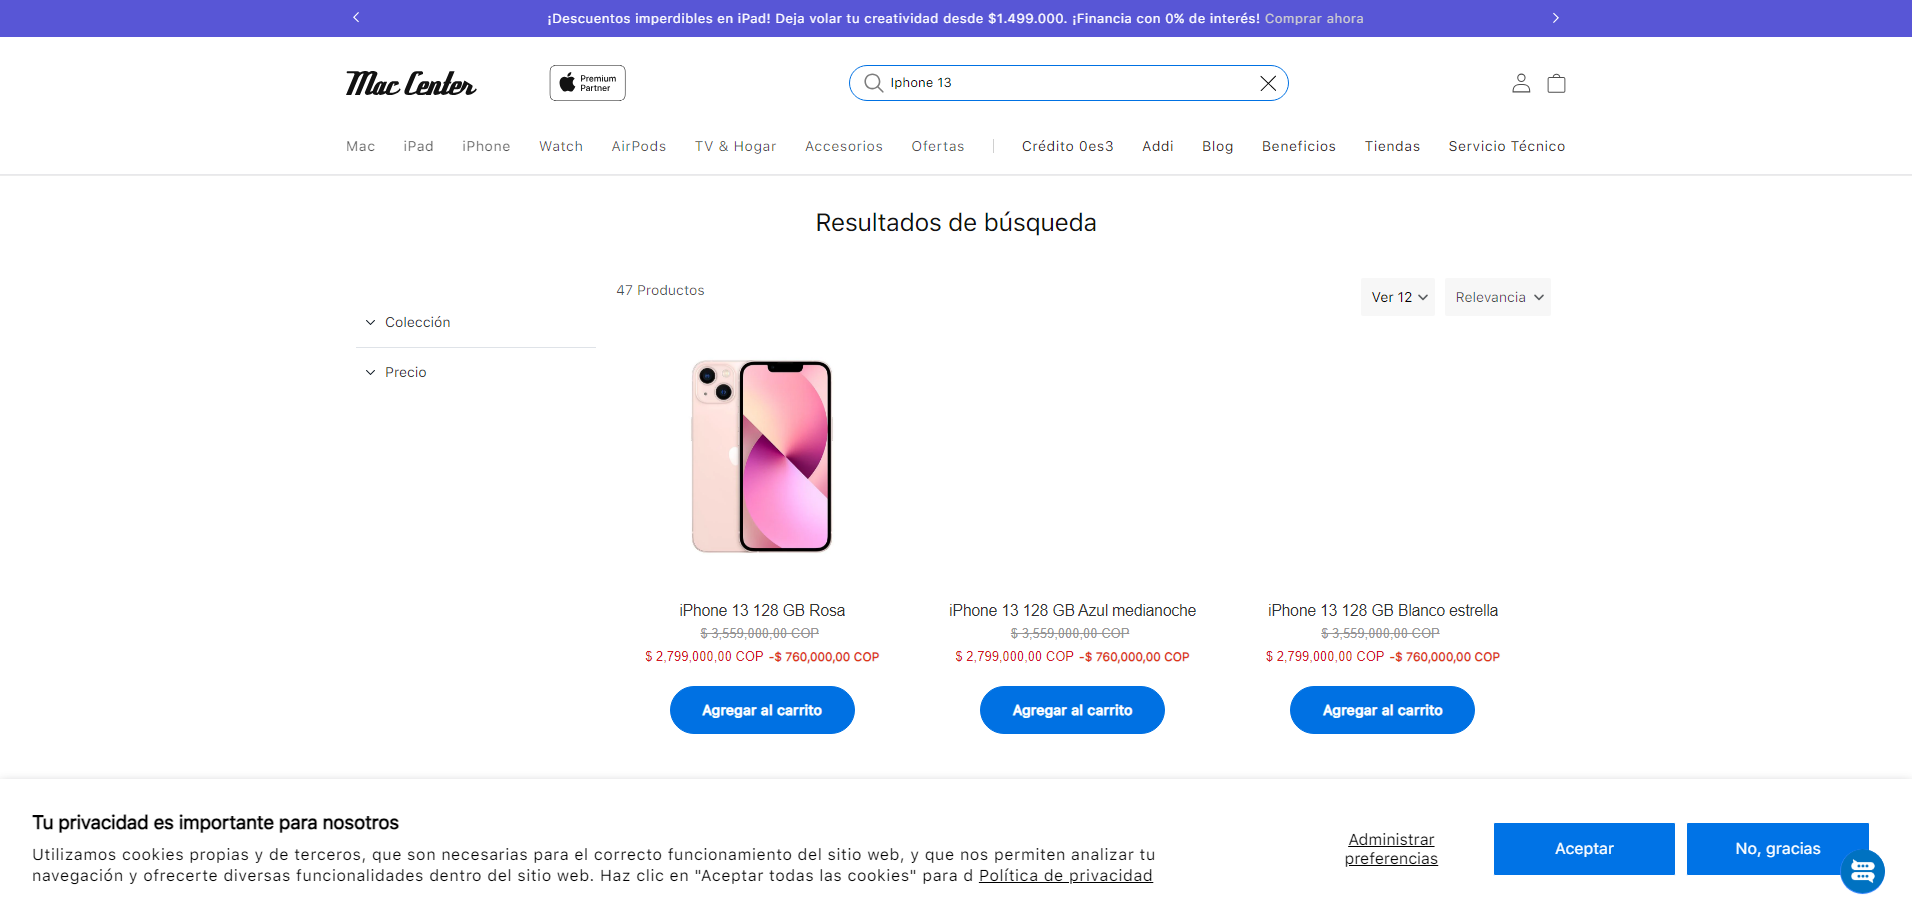 ¡Descuentos imperdibles en iPad! Deja volar tu creatividad desde $1.499.000. ¡Financia con 0% de interés! Comprar ahora
Mac Center
Premium
Partner
Iphone 13
Mac iPad iPhone Watch AirPods TV & Hogar Accesorios Ofertas Crédito 0es3 Addi Blog Beneficios Tiendas Servicio Técnico
Resultados de búsqueda
47 Productos
Ver 12
Relevancia
Colección
Precio
iPhone 13 128 GB Rosa
$ 3,559,000,00 COP
$ 2,799,000,00 COP -$ 760,000,00 COP
Agregar al carrito
iPhone 13 128 GB Azul medianoche
$ 3,559,000,00 COP
$ 2,799,000,00 COP -$ 760,000,00 COP
Agregar al carrito
iPhone 13 128 GB Blanco estrella
$ 3,559,000,00 COP
$ 2,799,000,00 COP -$ 760,000,00 COP
Agregar al carrito
Tu privacidad es importante para nosotros
Utilizamos cookies propias y de terceros, que son necesarias para el correcto funcionamiento del sitio web, y que nos permiten analizar tu
navegación y ofrecerte diversas funcionalidades dentro del sitio web. Haz clic en "Aceptar todas las cookies" para d Política de privacidad
Administrar
preferencias
Aceptar
No, gracias